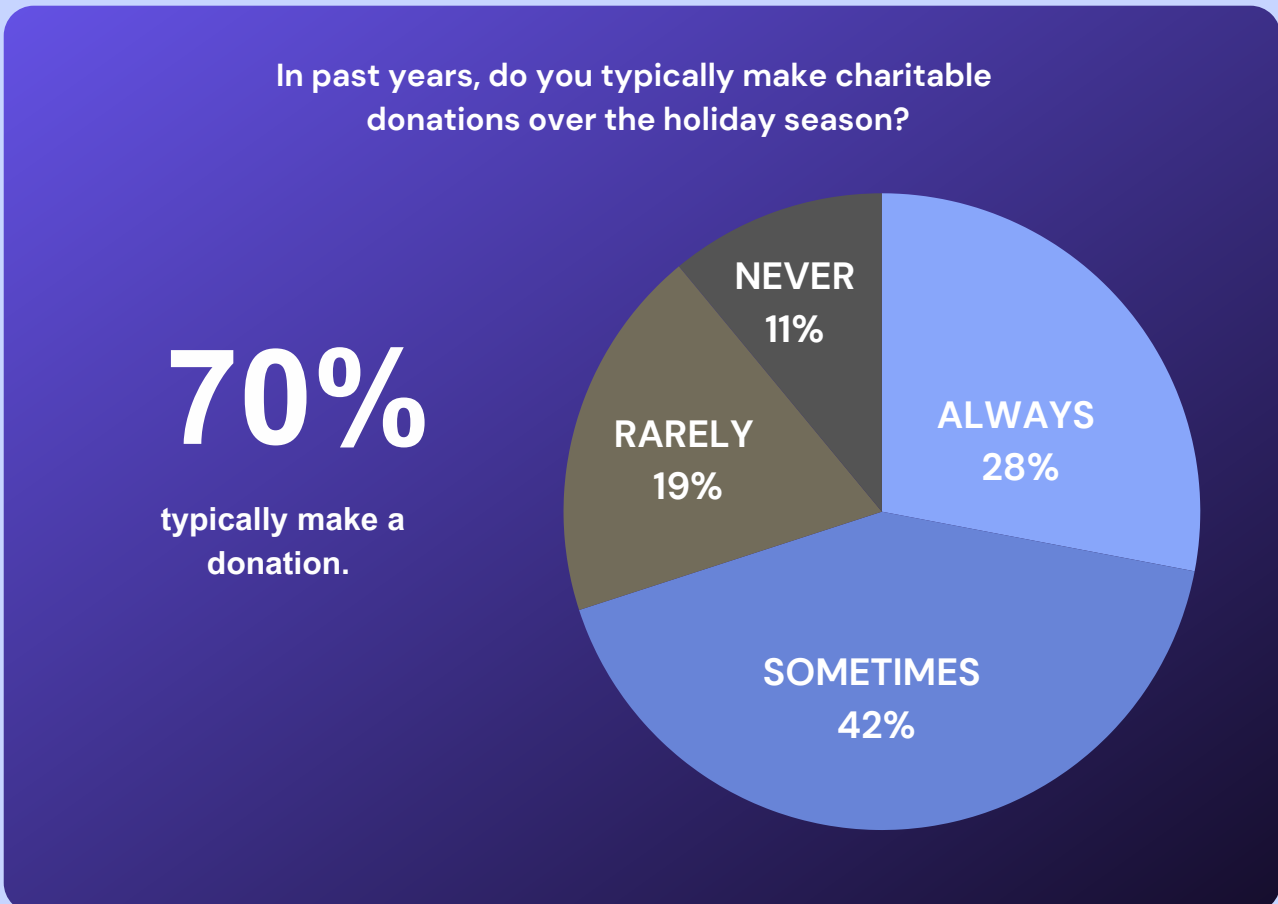 In past years, do you typically make charitable
donations over the holiday season?
70%
typically make a
donation.
NEVER
11%
ALWAYS
28%
RARELY
19%
SOMETIMES
42%